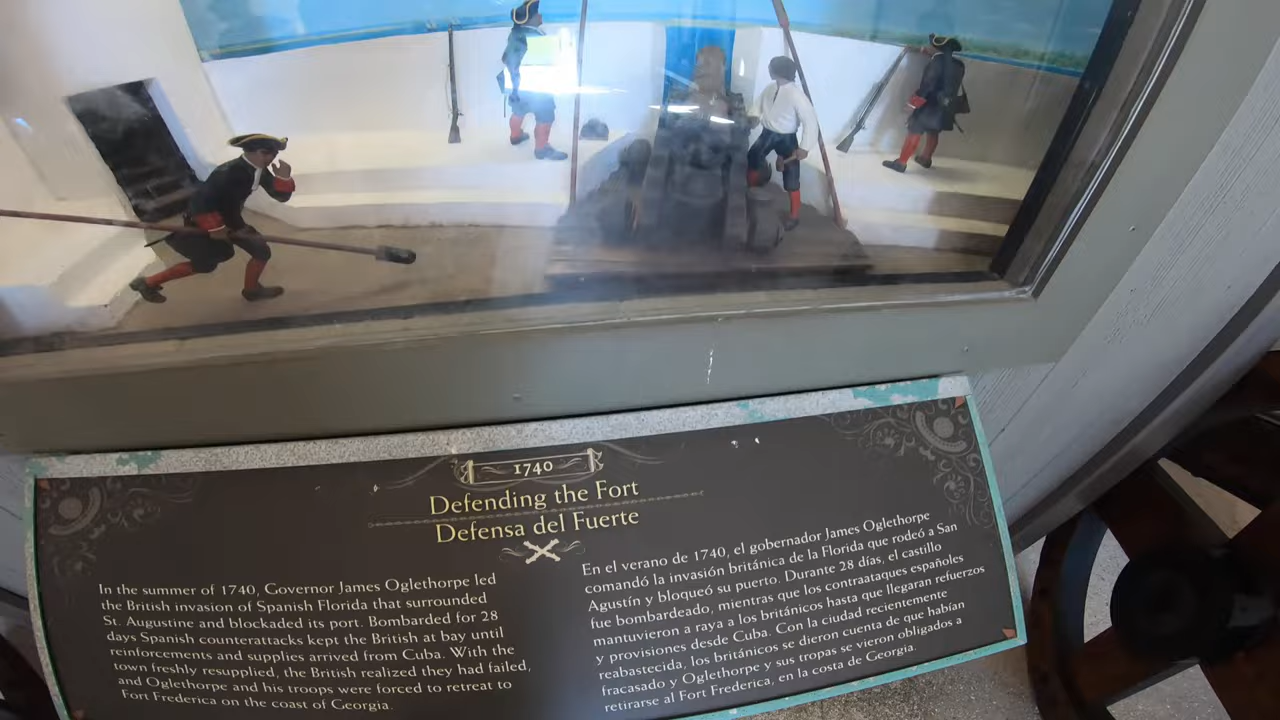 1740
Defending the Fort
Defensa del Fuerte
In the summer of 1740, Governor James Oglethorpe led
the British invasion of Spanish Florida that surrounded
St. Augustine and blockaded its port. Bombarded for 28
days Spanish counterattacks kept the British at bay until
reinforcements and supplies arrived from Cuba. With the
town freshly resupplied, the British realized they had failed,
and Oglethorpe and his troops were forced to retreat to
Fort Frederica on the coast of Georgia.
En el verano de 1740, el gobernador James Oglethorpe
comandó la invasión británica de la Florida que rodeó a San
Agustín y bloqueó su puerto. Durante 28 días, el castillo
fue bombardeado, mientras que los contraataques españoles
mantuvieron a raya a los británicos hasta que llegaran refuerzos
y provisiones desde Cuba. Con la ciudad recientemente
reabastecida, los británicos se dieron cuenta de que habían
fracasado y Oglethorpe y sus tropas se vieron obligados a
retirarse al Fort Frederica, en la costa de Georgia.